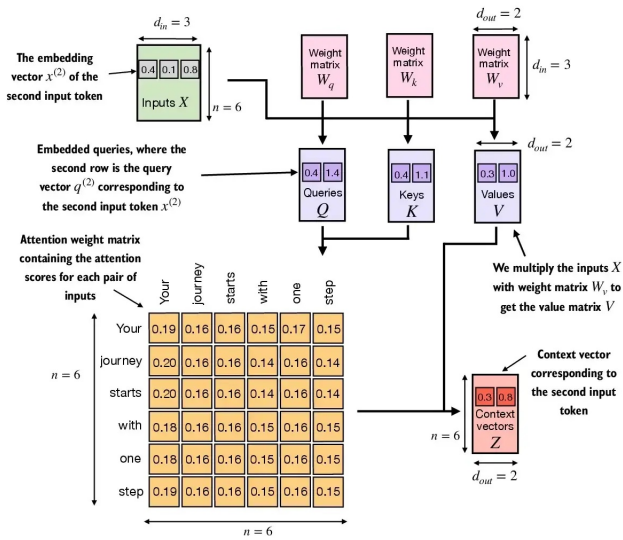 d_in = 3
The embedding
vector x^(2) of the
second input token
0.4 0.1 0.8
Inputs X
n = 6
Weight
matrix
W_q
Weight
matrix
W_k
d_out = 2
Weight
matrix
W_v
d_in = 3
Embedded queries, where the
second row is the query
vector q^(2) corresponding to
the second input token x^(2)
0.4 1.4
Queries
Q
0.4 1.1
Keys
K
d_out = 2
0.3 1.0
Values
V
Attention weight matrix
containing the attention
scores for each pair of
inputs
We multiply the inputs X
with weight matrix W_v to
get the value matrix V
Your journey starts with one step
Your 0.19 0.16 0.16 0.15 0.17 0.15
journey 0.20 0.16 0.16 0.14 0.16 0.14
starts 0.20 0.16 0.16 0.14 0.16 0.14
with 0.18 0.16 0.16 0.15 0.16 0.15
one 0.18 0.16 0.16 0.15 0.16 0.15
step 0.19 0.16 0.16 0.15 0.16 0.15
n = 6
n = 6
Context vector
corresponding to
the second input
token
0.3 0.8
Context
vectors
Z
n = 6
d_out = 2